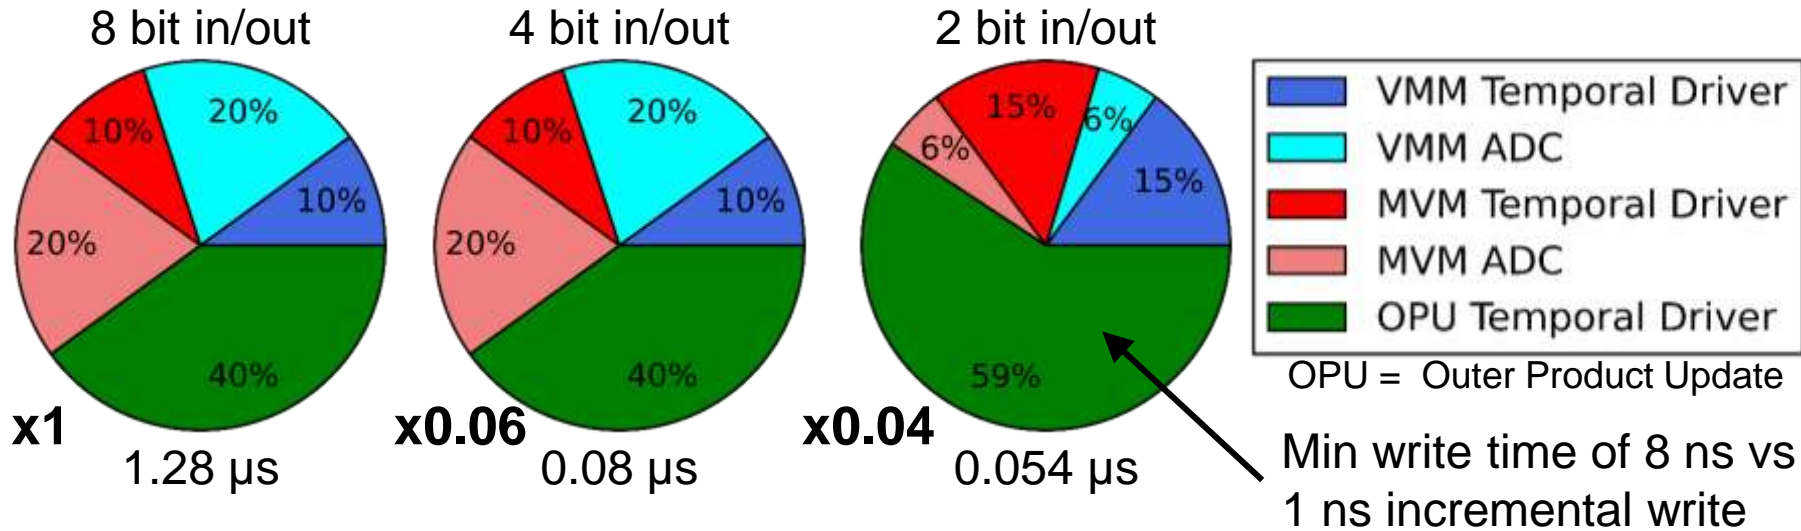 8 bit in/out
20%
10%
10%
20%
40%
x1
1.28 µs
4 bit in/out
20%
10%
10%
20%
40%
x0.06
0.08 µs
2 bit in/out
15%
6%
6%
15%
59%
x0.04
0.054 µs
VMM Temporal Driver
VMM ADC
MVM Temporal Driver
MVM ADC
OPU Temporal Driver
OPU = Outer Product Update
Min write time of 8 ns vs
1 ns incremental write